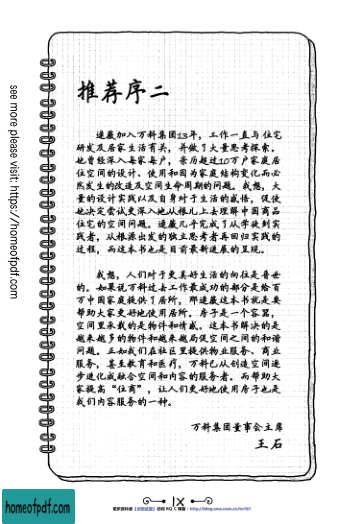 推荐序二
逯薇加入万科集团13年，工作一直与住宅
研发及居家生活有关，并做了大量思考探索。
她曾经深入每家每户，亲历超过10万户家庭居
住空间的设计、使用和因为家庭结构变化而必
然发生的改造及空间生命周期的问题。我想，大
量的设计实践以及自身对于生活的感悟，促使
她决定尝试更深入地从根儿上去理解中国商品
住宅的空间问题。逯薇几乎完成了从学徒到实
践者，从根源出发的独立思考者再回归实践的
过程，而这本书也是目前最新进展的呈现。
我想，人们对于更美好生活的向往是普世
的。如果说万科过去工作最成功的部分是给百
万中国家庭提供了居所，那逯薇这本书就是要
帮助大家更好地使用居所。房子是一个容器，
空间里承载的是物件和情感。这本书解决的是
越来越多的物件和越来越局促空间之间的和谐
问题。正如我们在社区里提供物业服务、商业
服务，甚至教育和医疗，万科已从创造空间逐
步进化成融合空间和内容的服务者。而帮助大
家提高“住商”，让人们更好地使用房子也是
我们内容服务的一种。
万科集团董事会主席
王石
IX
see more please visit: https://homeofpdf.com
homeofpdf.com